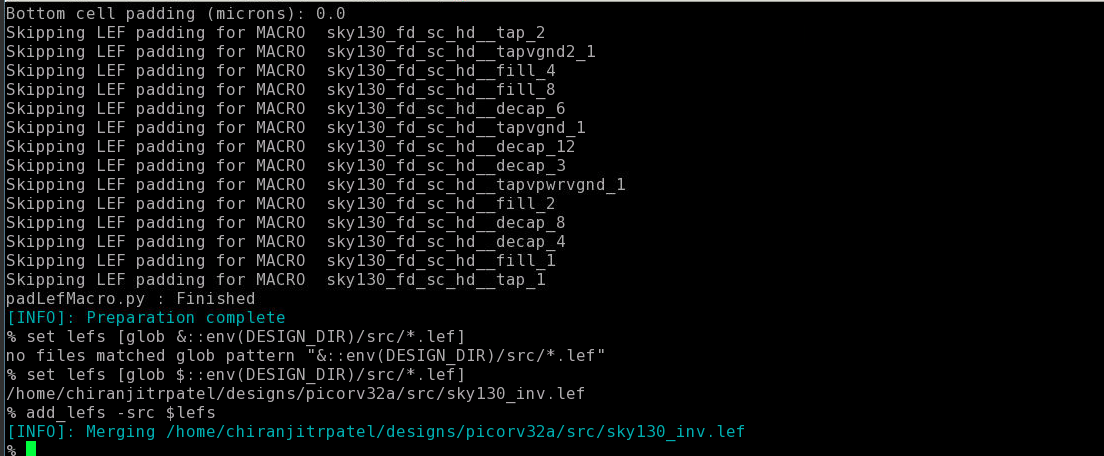 Bottom cell padding (microns): 0.0
Skipping LEF padding for MACRO  sky130_fd_sc_hd__tap_2
Skipping LEF padding for MACRO  sky130_fd_sc_hd__tapvgnd2_1
Skipping LEF padding for MACRO  sky130_fd_sc_hd__fill_4
Skipping LEF padding for MACRO  sky130_fd_sc_hd__fill_8
Skipping LEF padding for MACRO  sky130_fd_sc_hd__decap_6
Skipping LEF padding for MACRO  sky130_fd_sc_hd__tapvgnd_1
Skipping LEF padding for MACRO  sky130_fd_sc_hd__decap_12
Skipping LEF padding for MACRO  sky130_fd_sc_hd__decap_3
Skipping LEF padding for MACRO  sky130_fd_sc_hd__tapvpwrvgnd_1
Skipping LEF padding for MACRO  sky130_fd_sc_hd__fill_2
Skipping LEF padding for MACRO  sky130_fd_sc_hd__decap_8
Skipping LEF padding for MACRO  sky130_fd_sc_hd__decap_4
Skipping LEF padding for MACRO  sky130_fd_sc_hd__fill_1
Skipping LEF padding for MACRO  sky130_fd_sc_hd__tap_1
padLefMacro.py : Finished
[INFO]: Preparation complete
% set lefs [glob &::env(DESIGN_DIR)/src/*.lef]
no files matched glob pattern "&::env(DESIGN_DIR)/src/*.lef"
% set lefs [glob $::env(DESIGN_DIR)/src/*.lef]
/home/chiranjitrpatel/designs/picorv32a/src/sky130_inv.lef
% add_lefs -src $lefs
[INFO]: Merging /home/chiranjitrpatel/designs/picorv32a/src/sky130_inv.lef
%